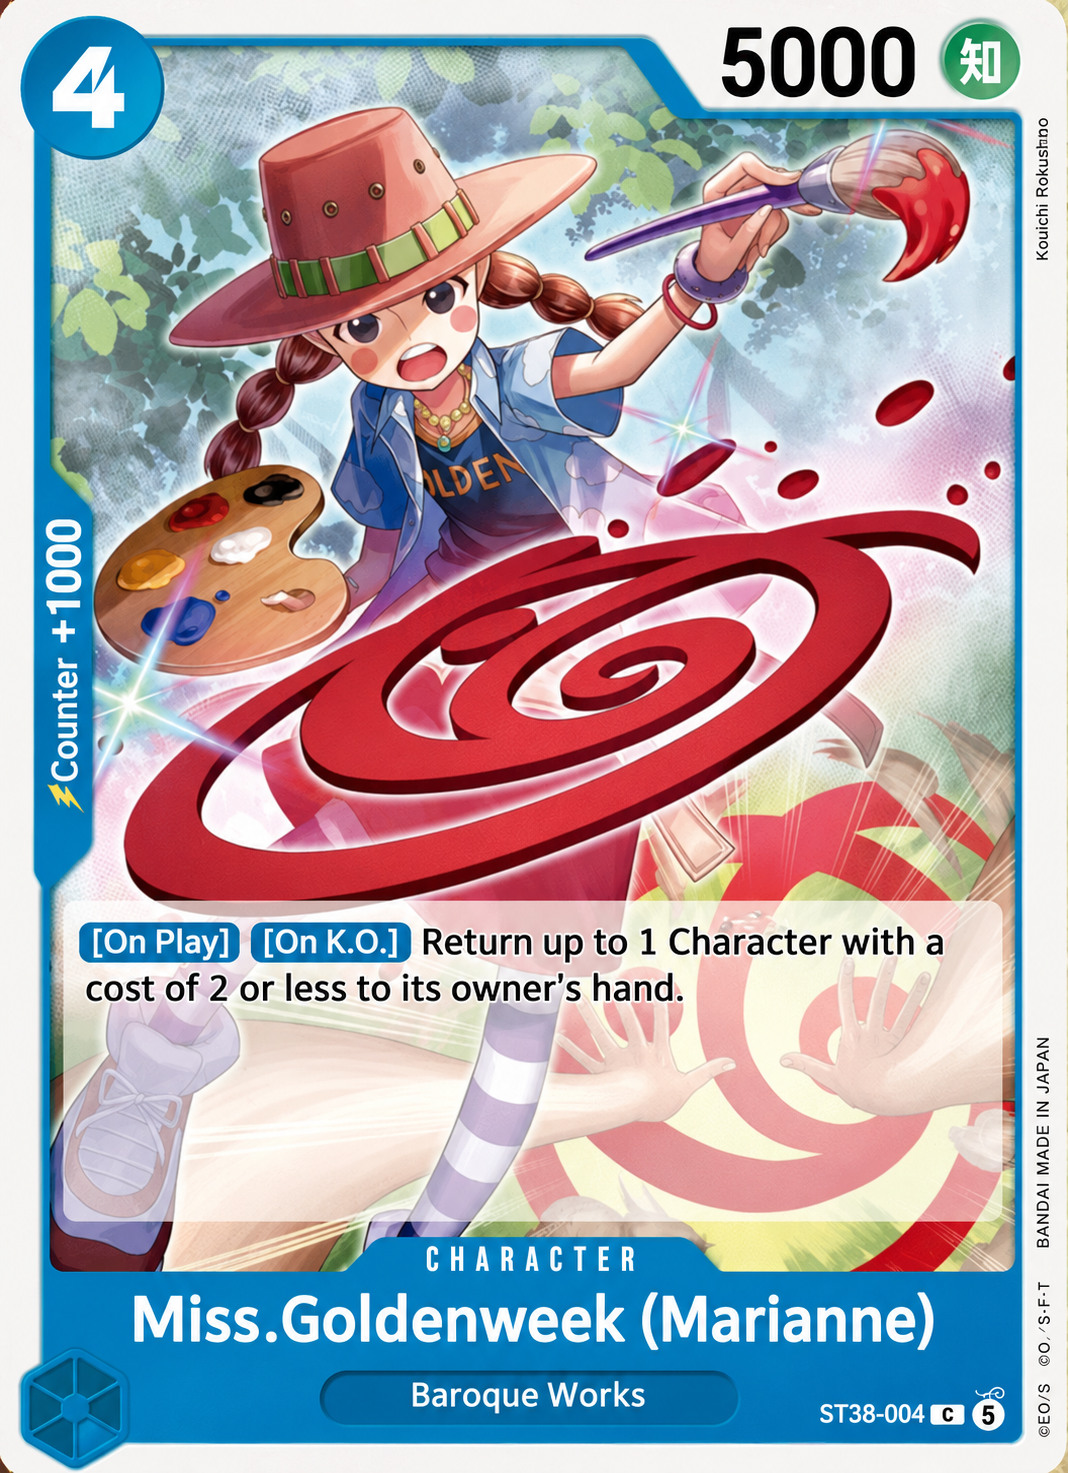 4
5000 知
Kouichi Rokushino
OLDEN
Counter +1000
[On Play] [On K.O.] Return up to 1 Character with a
cost of 2 or less to its owner's hand.
CHARACTER
Miss.Goldenweek (Marianne)
Baroque Works
ST38-004 C 5
BANDAI MADE IN JAPAN
©EO/S ©O/S·F·T